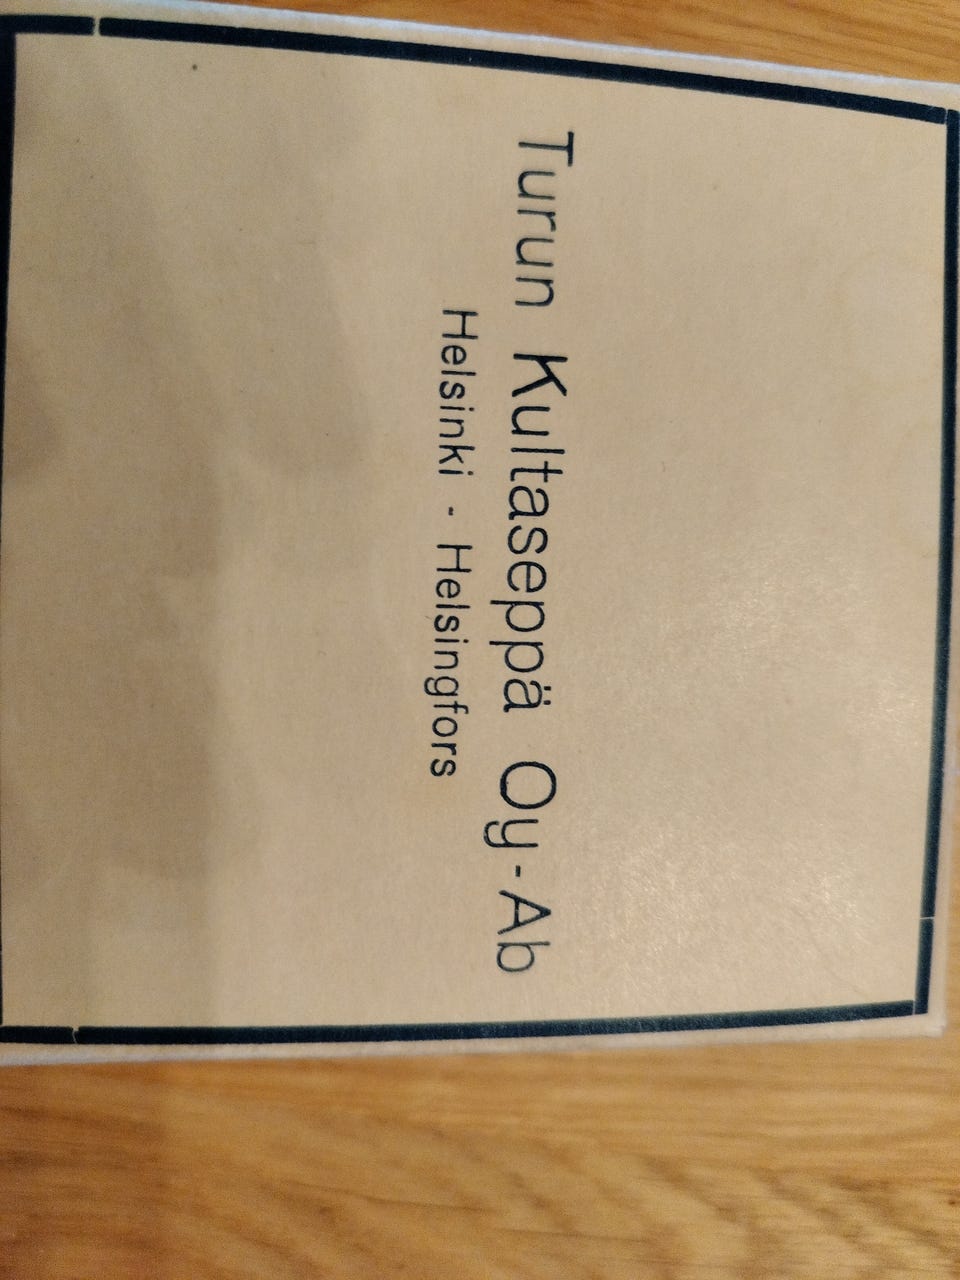 Turun Kultaseppä Oy-Ab
Helsinki - Helsingfors